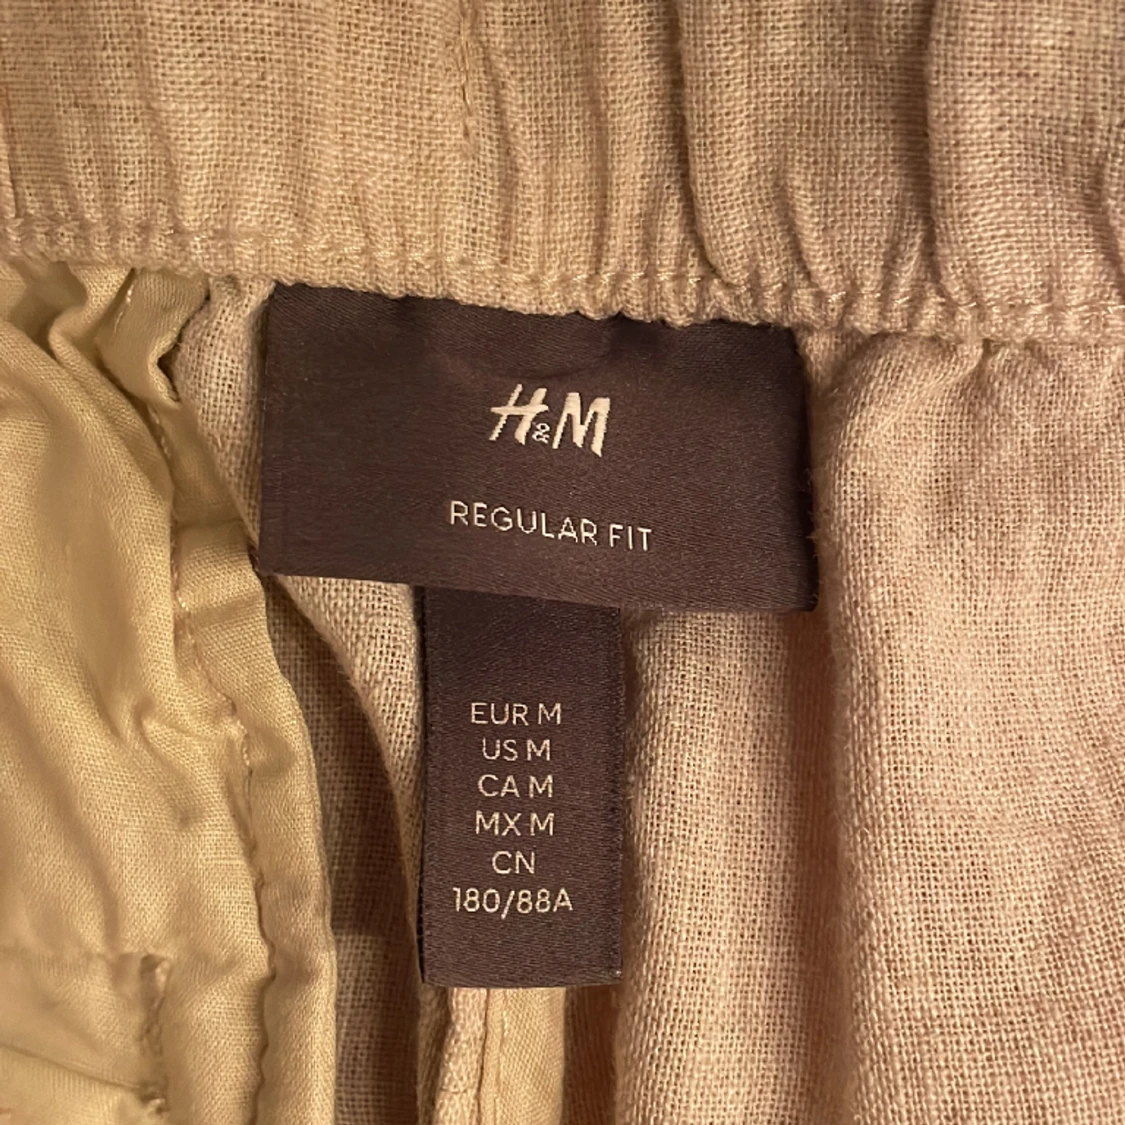 H&M
REGULAR FIT
EUR M
US M
CA M
MX M
CN
180/88A